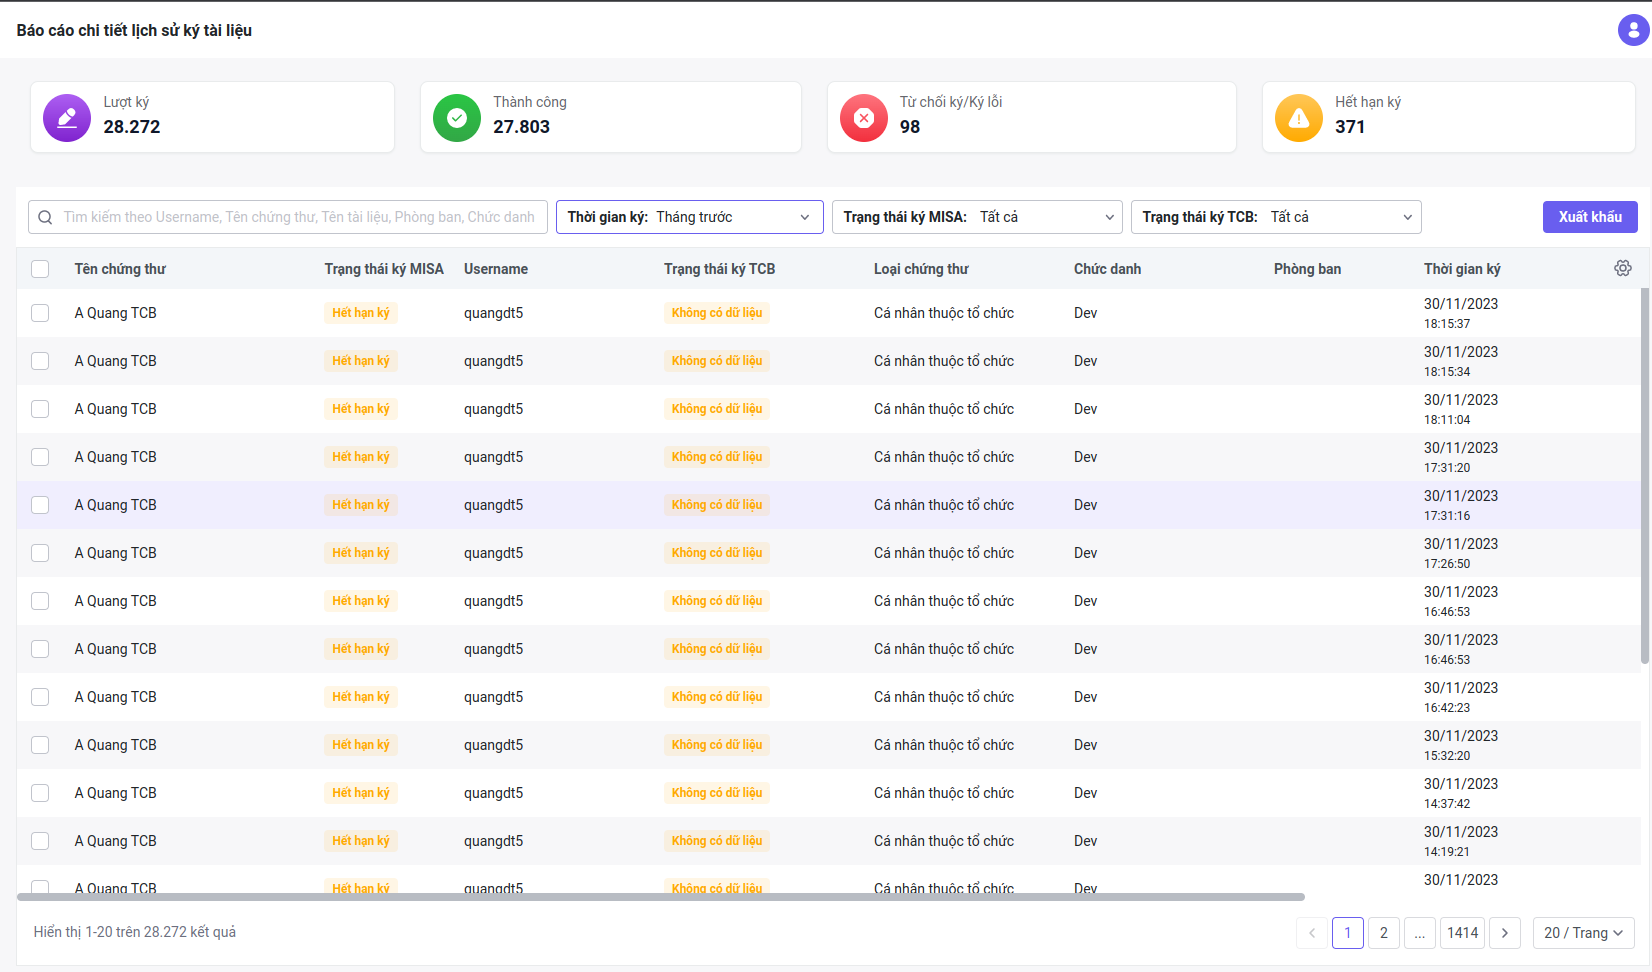 Báo cáo chi tiết lịch sử ký tài liệu
Lượt ký
28.272
Thành công
27.803
Từ chối ký/Ký lỗi
98
Hết hạn ký
371
Tìm kiếm theo Username, Tên chứng thư, Tên tài liệu, Phòng ban, Chức danh
Thời gian ký: Tháng trước
Trạng thái ký MISA: Tất cả
Trạng thái ký TCB: Tất cả
Xuất khẩu
Tên chứng thư Trạng thái ký MISA Username Trạng thái ký TCB Loại chứng thư Chức danh Phòng ban Thời gian ký
A Quang TCB Hết hạn ký quangdt5 Không có dữ liệu Cá nhân thuộc tổ chức Dev 30/11/2023
18:15:37
A Quang TCB Hết hạn ký quangdt5 Không có dữ liệu Cá nhân thuộc tổ chức Dev 30/11/2023
18:15:34
A Quang TCB Hết hạn ký quangdt5 Không có dữ liệu Cá nhân thuộc tổ chức Dev 30/11/2023
18:11:04
A Quang TCB Hết hạn ký quangdt5 Không có dữ liệu Cá nhân thuộc tổ chức Dev 30/11/2023
17:31:20
A Quang TCB Hết hạn ký quangdt5 Không có dữ liệu Cá nhân thuộc tổ chức Dev 30/11/2023
17:31:16
A Quang TCB Hết hạn ký quangdt5 Không có dữ liệu Cá nhân thuộc tổ chức Dev 30/11/2023
17:26:50
A Quang TCB Hết hạn ký quangdt5 Không có dữ liệu Cá nhân thuộc tổ chức Dev 30/11/2023
16:46:53
A Quang TCB Hết hạn ký quangdt5 Không có dữ liệu Cá nhân thuộc tổ chức Dev 30/11/2023
16:46:53
A Quang TCB Hết hạn ký quangdt5 Không có dữ liệu Cá nhân thuộc tổ chức Dev 30/11/2023
16:42:23
A Quang TCB Hết hạn ký quangdt5 Không có dữ liệu Cá nhân thuộc tổ chức Dev 30/11/2023
15:32:20
A Quang TCB Hết hạn ký quangdt5 Không có dữ liệu Cá nhân thuộc tổ chức Dev 30/11/2023
14:37:42
A Quang TCB Hết hạn ký quangdt5 Không có dữ liệu Cá nhân thuộc tổ chức Dev 30/11/2023
14:19:21
A Quang TCB Hết hạn ký quangdt5 Không có dữ liệu Cá nhân thuộc tổ chức Dev 30/11/2023
Hiển thị 1-20 trên 28.272 kết quả
1 2 ... 1414 20 / Trang